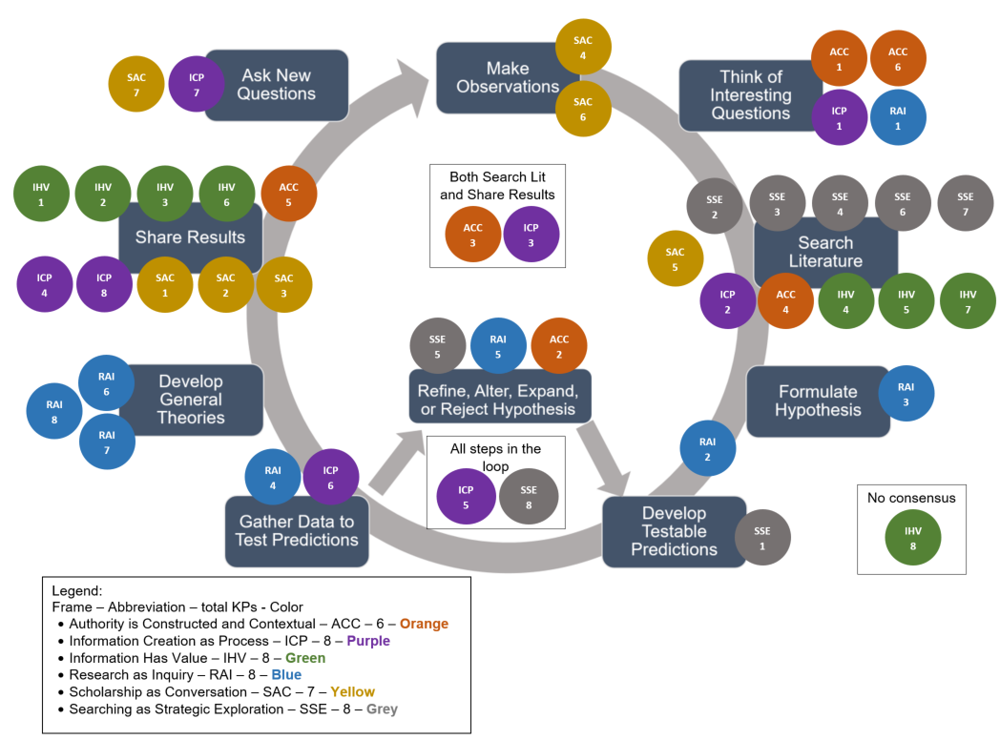 Make
Observations
SAC
4
SAC
6
Think of
Interesting
Questions
ACC
1
ACC
6
ICP
1
RAI
1
SSE
2
SSE
3
SSE
4
SSE
6
SSE
7
Search
Literature
SAC
5
ICP
2
ACC
4
IHV
4
IHV
5
IHV
7
Formulate
Hypothesis
RAI
3
RAI
2
Develop
Testable
Predictions
SSE
1
No consensus
IHV
8
Both Search Lit
and Share Results
ACC
3
ICP
3
SSE
5
RAI
5
ACC
2
Refine, Alter, Expand,
or Reject Hypothesis
All steps in the
loop
ICP
5
SSE
8
RAI
4
ICP
6
Gather Data to
Test Predictions
RAI
6
RAI
8
RAI
7
Develop
General
Theories
IHV
1
IHV
2
IHV
3
IHV
6
ACC
5
Share Results
ICP
4
ICP
8
SAC
1
SAC
2
SAC
3
SAC
7
ICP
7
Ask New
Questions
Legend:
Frame – Abbreviation – total KPs - Color
• Authority is Constructed and Contextual – ACC – 6 – Orange
• Information Creation as Process – ICP – 8 – Purple
• Information Has Value – IHV – 8 – Green
• Research as Inquiry – RAI – 8 – Blue
• Scholarship as Conversation – SAC – 7 – Yellow
• Searching as Strategic Exploration – SSE – 8 – Grey